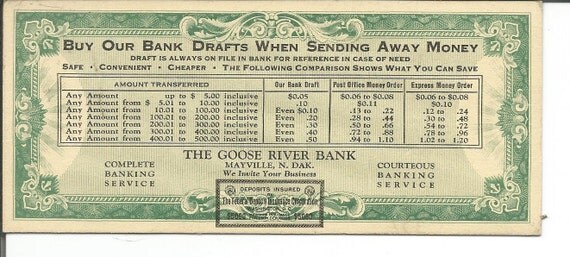 BUY OUR BANK DRAFTS WHEN SENDING AWAY MONEY
DRAFT IS ALWAYS ON FILE IN BANK FOR REFERENCE IN CASE OF NEED
SAFE • CONVENIENT • CHEAPER • THE FOLLOWING COMPARISON SHOWS WHAT YOU CAN SAVE
AMOUNT TRANSFERRED Our Bank Draft Post Office Money Order Express Money Order
Any Amount up to $ 5.00 inclusive $0.05 $0.06 to $0.08 $0.06 to $0.08
Any Amount from $ 5.01 to 10.00 inclusive .10 $0.11 $0.10
Any Amount from 10.01 to 100.00 inclusive Even $0.10 .13 to .22 .12 to .24
Any Amount from 100.01 to 200.00 inclusive Even .20 .28 to .44 .30 to .48
Any Amount from 200.01 to 300.00 inclusive Even .30 .50 to .66 .54 to .72
Any Amount from 300.01 to 400.00 inclusive Even .40 .72 to .88 .78 to .96
Any Amount from 400.01 to 500.00 inclusive Even .50 .94 to 1.10 1.02 to 1.20
THE GOOSE RIVER BANK
MAYVILLE, N. DAK.
We Invite Your Business
COMPLETE
BANKING
SERVICE
COURTEOUS
BANKING
SERVICE
DEPOSITS INSURED
The Federal Deposit Insurance Corporation